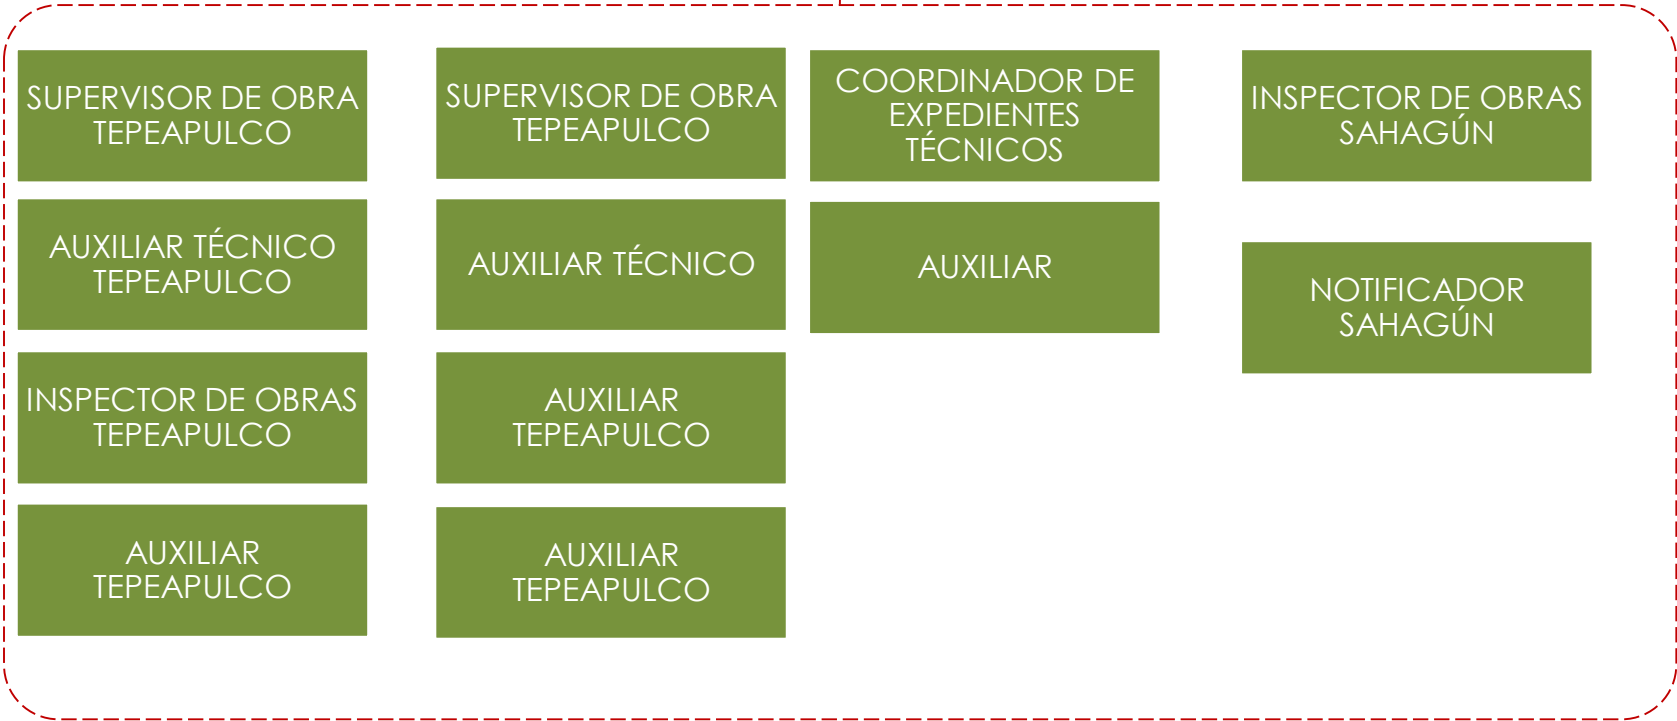 SUPERVISOR DE OBRA
TEPEAPULCO
AUXILIAR TÉCNICO
TEPEAPULCO
INSPECTOR DE OBRAS
TEPEAPULCO
AUXILIAR
TEPEAPULCO
SUPERVISOR DE OBRA
TEPEAPULCO
AUXILIAR TÉCNICO
AUXILIAR
TEPEAPULCO
AUXILIAR
TEPEAPULCO
COORDINADOR DE
EXPEDIENTES
TÉCNICOS
AUXILIAR
INSPECTOR DE OBRAS
SAHAGÚN
NOTIFICADOR
SAHAGÚN